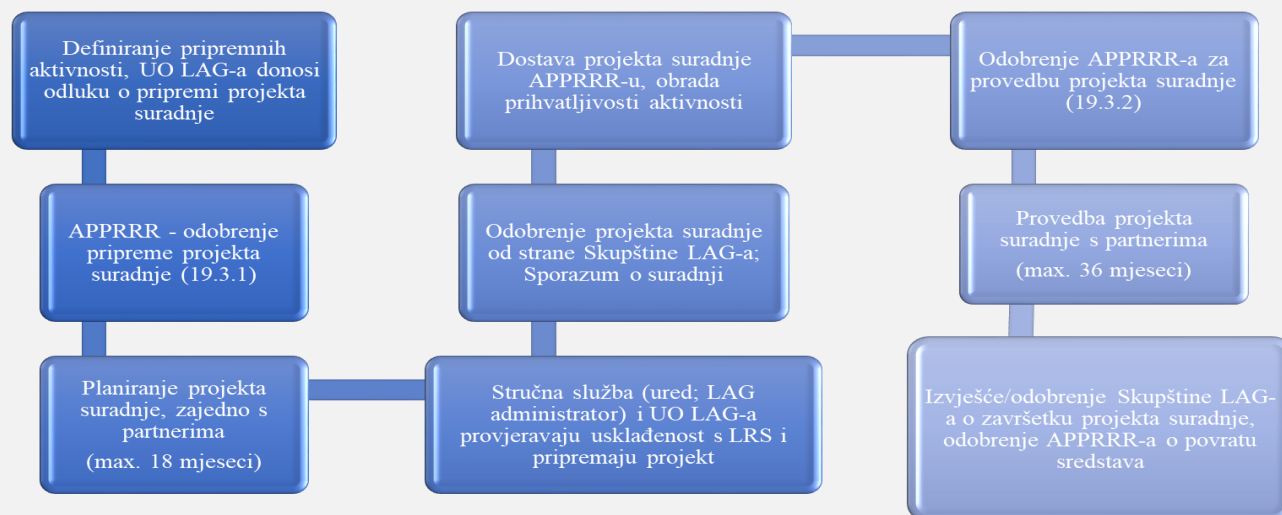 Definiranje pripremnih
aktivnosti, UO LAG-a donosi
odluku o pripremi projekta
suradnje
APPRRR - odobrenje
pripreme projekta
suradnje (19.3.1)
Planiranje projekta
suradnje, zajedno s
partnerima
(max. 18 mjeseci)
Stručna služba (ured; LAG
administrator) i UO LAG-a
provjeravaju usklađenost s LRS i
pripremaju projekt
Odobrenje projekta suradnje
od strane Skupštine LAG-a;
Sporazum o suradnji
Dostava projekta suradnje
APPRRR-u, obrada
prihvatljivosti aktivnosti
Odobrenje APPRRR-a za
provedbu projekta suradnje
(19.3.2)
Provedba projekta
suradnje s partnerima
(max. 36 mjeseci)
Izvješće/odobrenje Skupštine LAG-
a o završetku projekta suradnje,
odobrenje APPRRR-a o povratu
sredstava